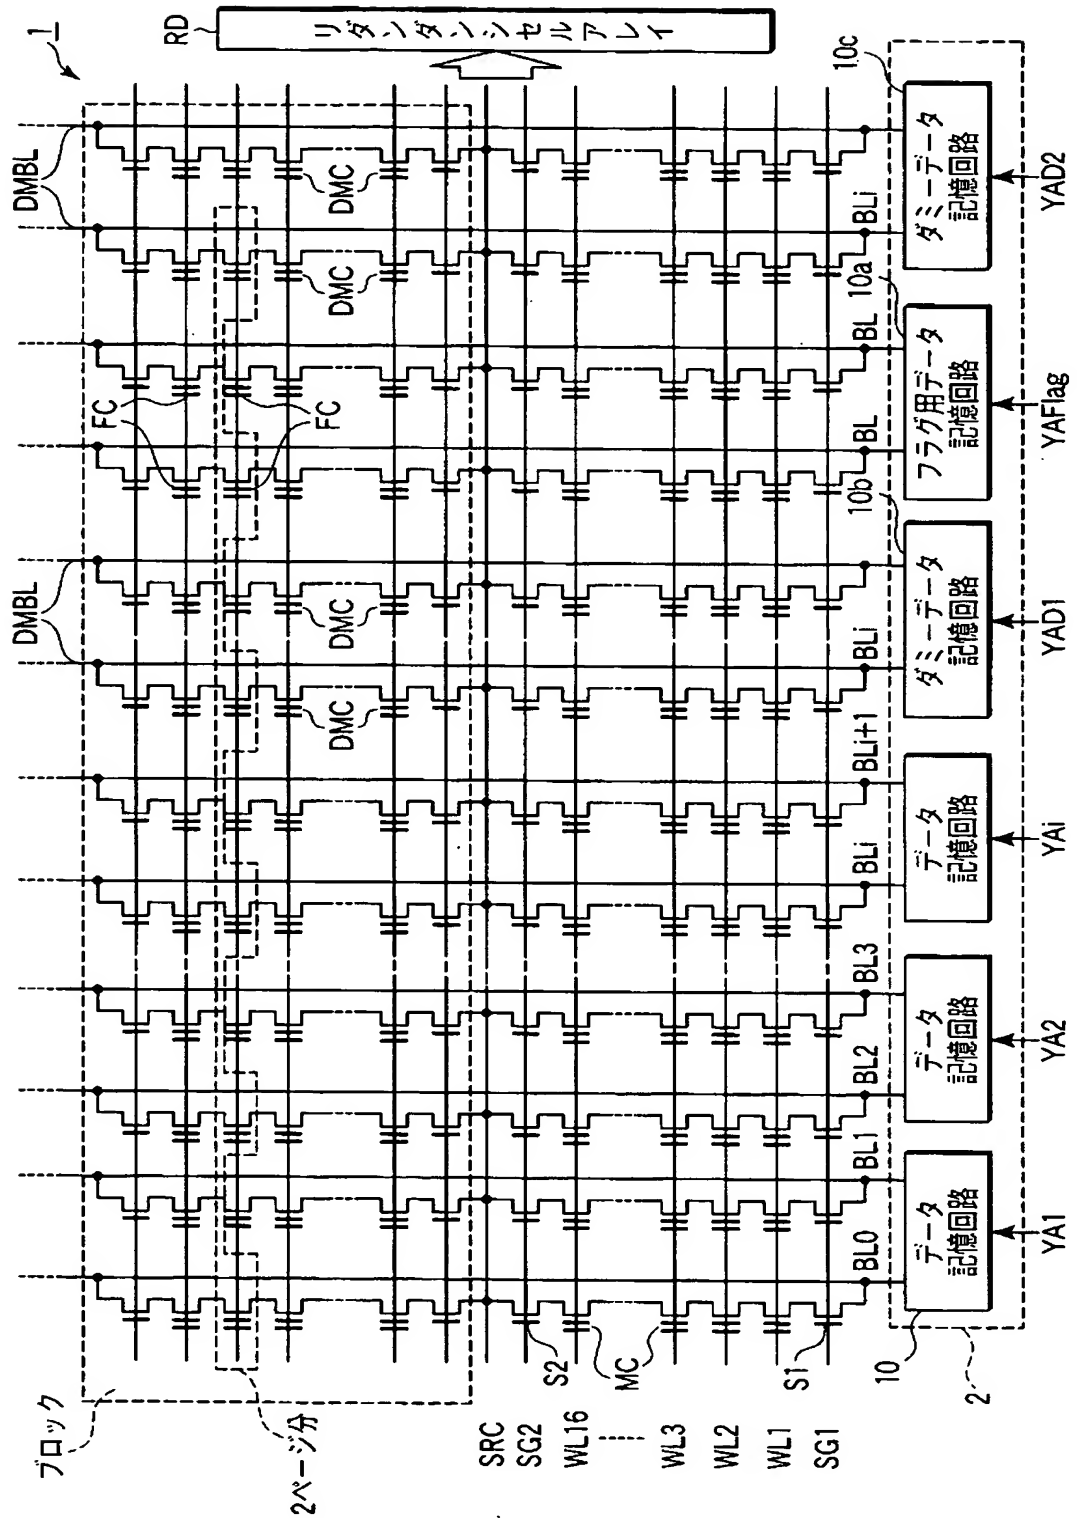 1
RD
リダンダンシセルアレイ
DMBL
DMBL
ブロック
2ページ分
FC
FC
DMC
DMC
DMC
DMC
SRC
SG2
WL16
WL3
WL2
WL1
SG1
S2
MC
S1
BL0
BL1
BL2
BL3
BLi
BLi+1
BLi
BL
BL
BLi
2
10
10b
10a
10c
データ
記憶回路
データ
記憶回路
データ
記憶回路
ダミーデータ
記憶回路
フラグ用データ
記憶回路
ダミーデータ
記憶回路
YA1
YA2
YAi
YAD1
YAFlag
YAD2